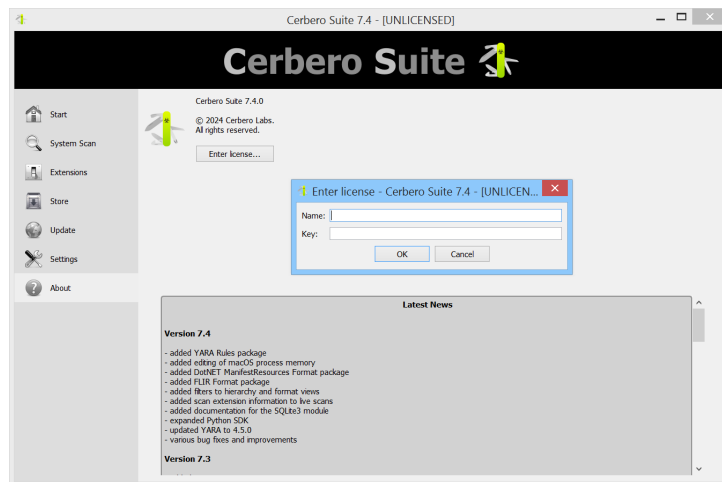 Cerbero Suite 7.4 - [UNLICENSED]
Cerbero Suite
Start
System Scan
Extensions
Store
Update
Settings
About
Cerbero Suite 7.4.0
© 2024 Cerbero Labs.
All rights reserved.
Enter license...
Enter license - Cerbero Suite 7.4 - [UNLICEN...
Name:
Key:
OK Cancel
Latest News
Version 7.4
- added YARA Rules package
- added editing of macOS process memory
- added DotNET ManifestResources Format package
- added FLIR Format package
- added filters to hierarchy and format views
- added scan extension information to live scans
- added documentation for the SQLite3 module
- expanded Python SDK
- updated YARA to 4.5.0
- various bug fixes and improvements
Version 7.3